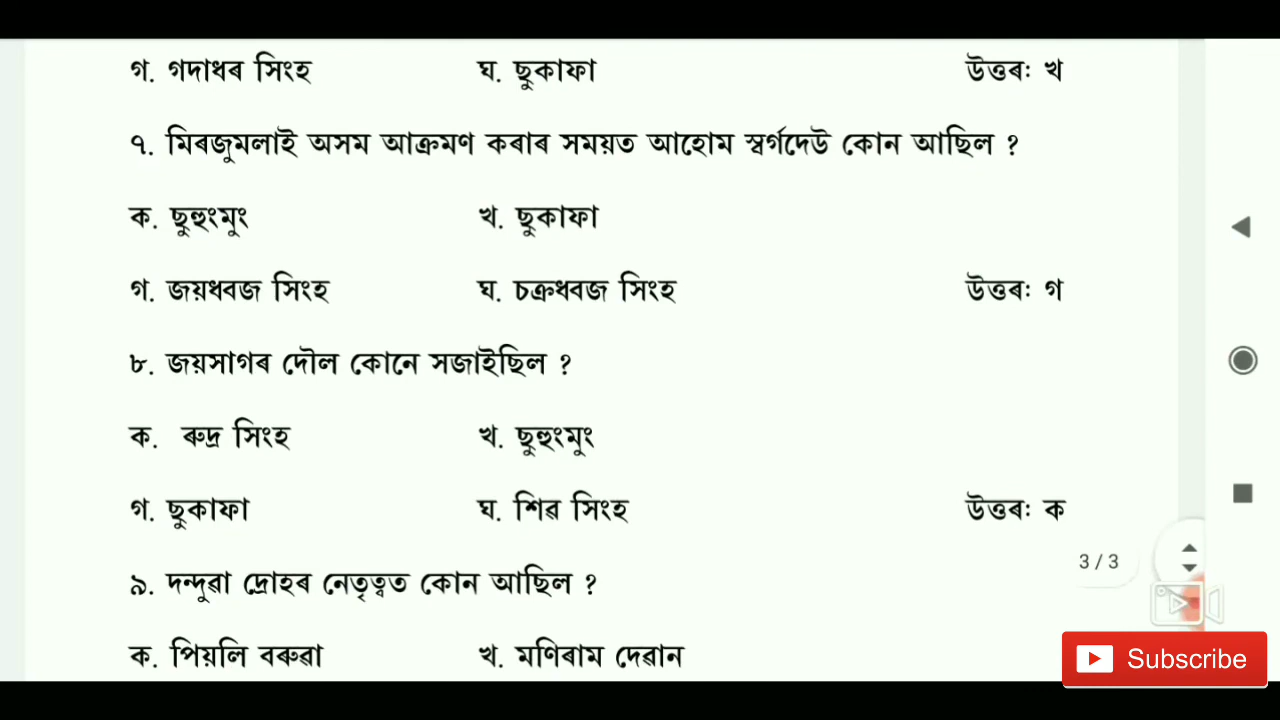 গ. গদাধৰ সিংহ ঘ. ছুকাফা উত্তৰঃ খ
৭. মিৰজুমলাই অসম আক্ৰমণ কৰাৰ সময়ত আহোম স্বৰ্গদেউ কোন আছিল ?
ক. ছুহুংমুং খ. ছুকাফা
গ. জয়ধ্বজ সিংহ ঘ. চক্ৰধ্বজ সিংহ উত্তৰঃ গ
৮. জয়সাগৰ দৌল কোনে সজাইছিল ?
ক. ৰুদ্ৰ সিংহ খ. ছুহুংমুং
গ. ছুকাফা ঘ. শিৱ সিংহ উত্তৰঃ ক
3 / 3
৯. দন্দুৱা দ্ৰোহৰ নেতৃত্বত কোন আছিল ?
ক. পিয়লি বৰুৱা খ. মণিৰাম দেৱান
Subscribe